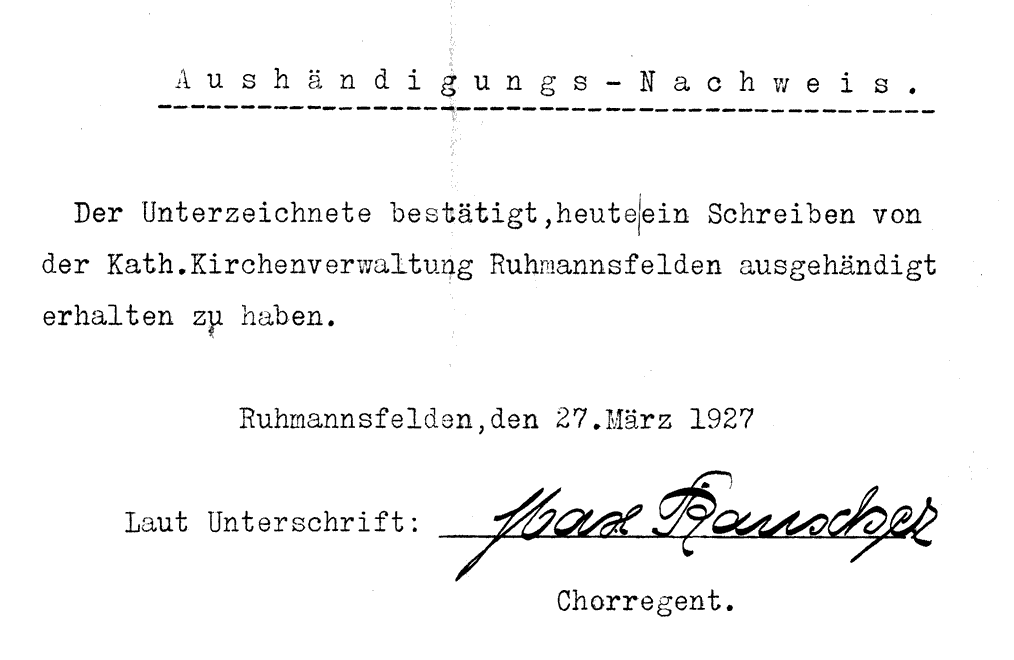 Aushändigungs-Nachweis.
Der Unterzeichnete bestätigt,heute|ein Schreiben von
der Kath.Kirchenverwaltung Ruhmannsfelden ausgehändigt
erhalten zu haben.
Ruhmannsfelden,den 27.März 1927
Laut Unterschrift: Max Rauscher
Chorregent.